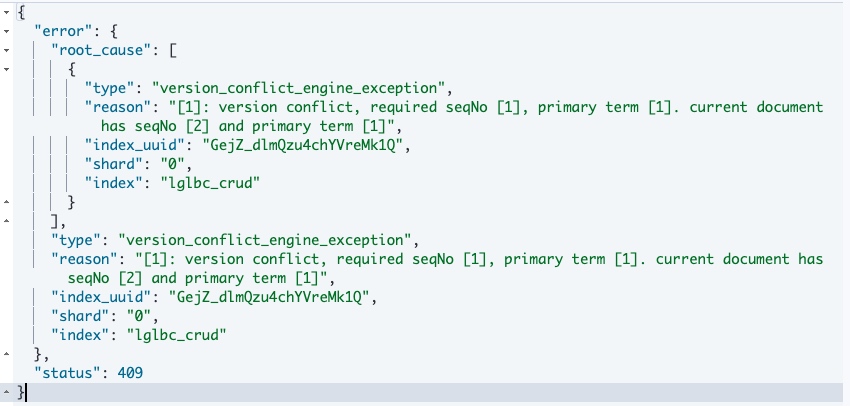 {
"error": {
"root_cause": [
{
"type": "version_conflict_engine_exception",
"reason": "[1]: version conflict, required seqNo [1], primary term [1]. current document
has seqNo [2] and primary term [1]",
"index_uuid": "GejZ_dlmQzu4chYVreMk1Q",
"shard": "0",
"index": "lglbc_crud"
}
],
"type": "version_conflict_engine_exception",
"reason": "[1]: version conflict, required seqNo [1], primary term [1]. current document has
seqNo [2] and primary term [1]",
"index_uuid": "GejZ_dlmQzu4chYVreMk1Q",
"shard": "0",
"index": "lglbc_crud"
},
"status": 409
}